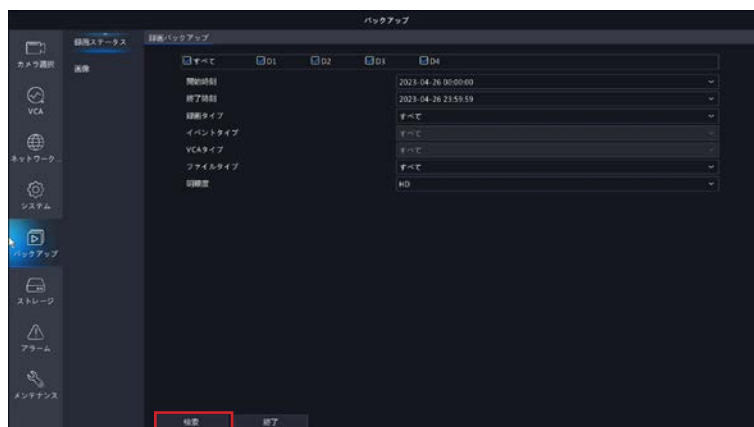 バックアップ
カメラ選択
VCA
ネットワーク...
システム
バックアップ
ストレージ
アラーム
メンテナンス
録画ステータス
画像
録画バックアップ
すべて D1 D2 D3 D4
開始時刻 2023-04-26 00:00:00
終了時刻 2023-04-26 23:59:59
録画タイプ すべて
イベントタイプ すべて
VCAタイプ すべて
ファイルタイプ すべて
明瞭度 HD
検索 終了